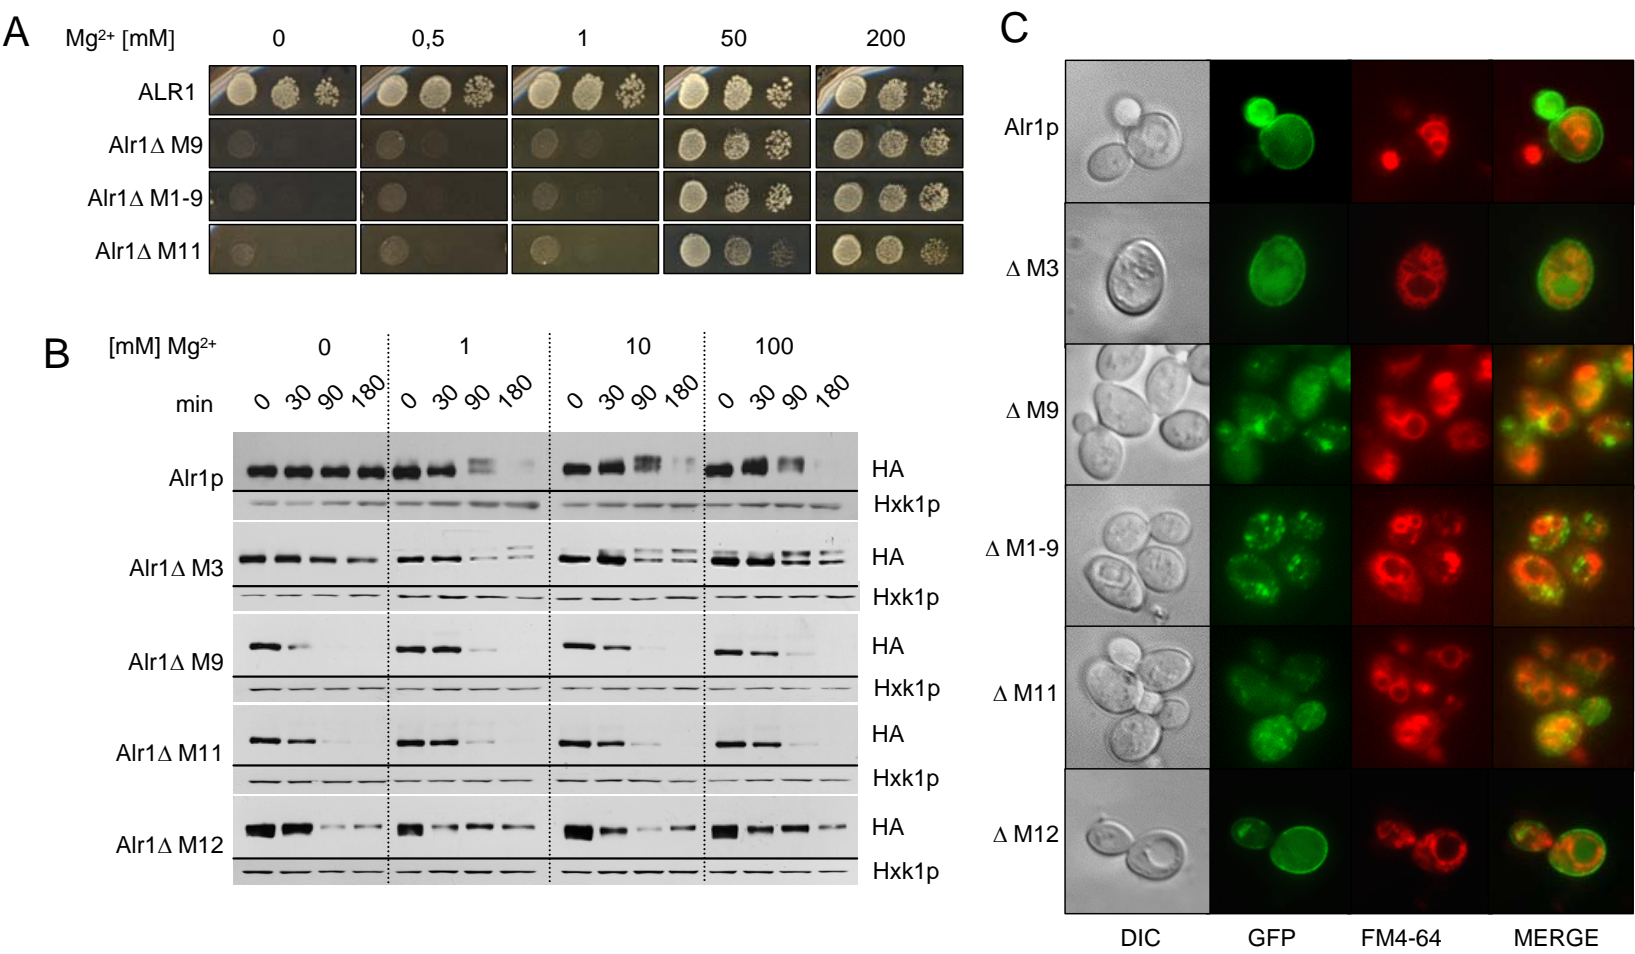 A
Mg²⁺ [mM] 0 0,5 1 50 200
ALR1
Alr1Δ M9
Alr1Δ M1-9
Alr1Δ M11
B
[mM] Mg²⁺ 0 1 10 100
min 0 30 90 180 0 30 90 180 0 30 90 180 0 30 90 180
Alr1p HA
Hxk1p
Alr1Δ M3 HA
Hxk1p
Alr1Δ M9 HA
Hxk1p
Alr1Δ M11 HA
Hxk1p
Alr1Δ M12 HA
Hxk1p
C
Alr1p
Δ M3
Δ M9
Δ M1-9
Δ M11
Δ M12
DIC GFP FM4-64 MERGE